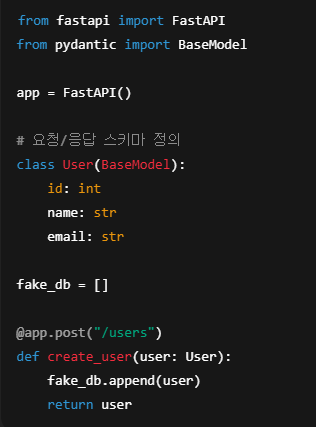 from fastapi import FastAPI
from pydantic import BaseModel

app = FastAPI()

# 요청/응답 스키마 정의
class User(BaseModel):
    id: int
    name: str
    email: str

fake_db = []

@app.post("/users")
def create_user(user: User):
    fake_db.append(user)
    return user